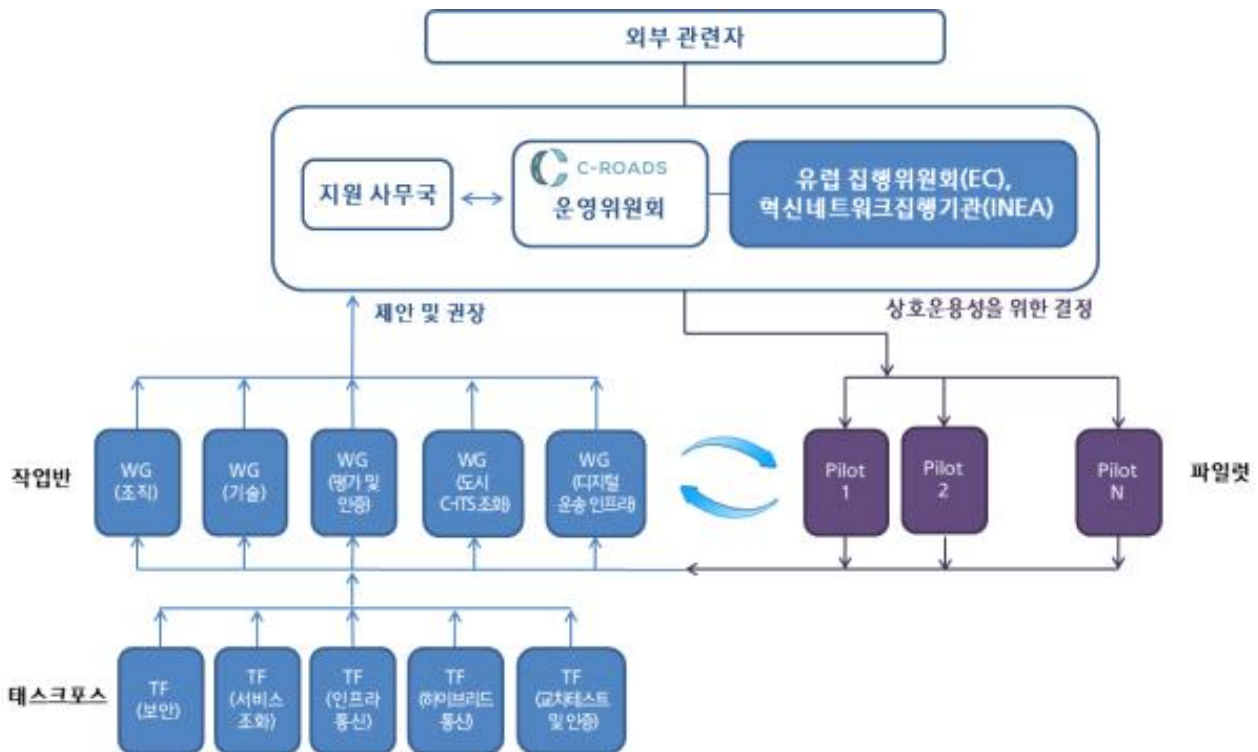 외부 관련자
지원 사무국
C-ROADS
운영위원회
유럽 집행위원회(EC),
혁신네트워크집행기관(INEA)
제안 및 권장
상호운용성을 위한 결정
작업반
WG
(조직)
WG
(기술)
WG
(평가 및
인증)
WG
(도시
C-ITS 조화)
WG
(디지털
운송 인프라)
Pilot
1
Pilot
2
Pilot
N
파일럿
태스크포스
TF
(보안)
TF
(서비스
조화)
TF
(인프라
통신)
TF
(하이브리드
통신)
TF
(교차테스트
및 인증)